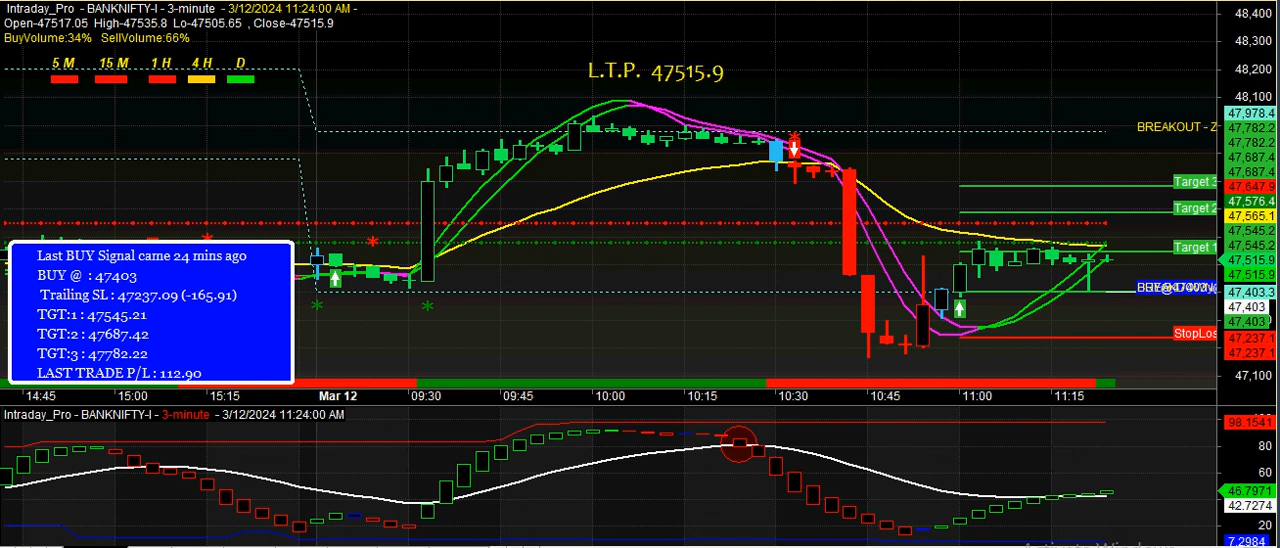 Intraday_Pro - BANKNIFTY-I - 3-minute - 3/12/2024 11:24:00 AM -
Open-47517.05 High-47535.8 Lo-47505.65 , Close-47515.9
BuyVolume:34% SellVolume:66%
5 M 15 M 1 H 4 H D
L.T.P. 47515.9
48,400
48,300
48,200
48,100
47,978.4
BREAKOUT - Z
47,782.2
47,782.2
47,687.4
47,687.4
Target 3
47,647.9
47,576.4
Target 2
47,565.1
47,545.2
Target 1
47,545.2
47,515.9
47,515.9
47,403.3
47,403
47,403
StopLos
47,237.1
47,237.1
47,100
Last BUY Signal came 24 mins ago
BUY @ : 47403
Trailing SL : 47237.09 (-165.91)
TGT:1 : 47545.21
TGT:2 : 47687.42
TGT:3 : 47782.22
LAST TRADE P/L : 112.90
14:45 15:00 15:15 Mar 12 09:30 09:45 10:00 10:15 10:30 10:45 11:00 11:15
Intraday_Pro - BANKNIFTY-I - 3-minute - 3/12/2024 11:24:00 AM
98.1541
80
60
46.7971
42.7274
20
7.2984